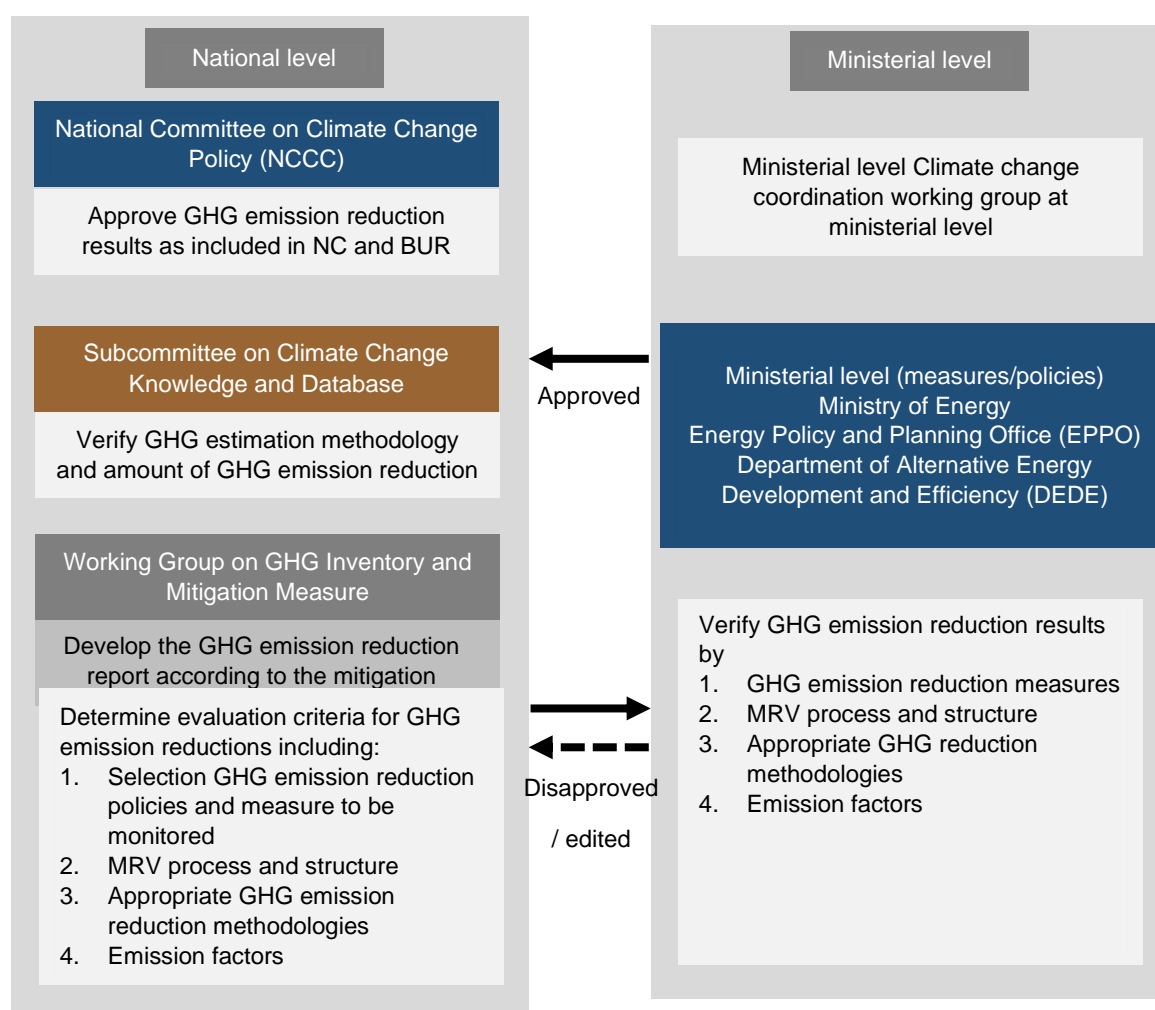 National level
National Committee on Climate Change
Policy (NCCC)
Approve GHG emission reduction
results as included in NC and BUR
Subcommittee on Climate Change
Knowledge and Database
Verify GHG estimation methodology
and amount of GHG emission reduction
Working Group on GHG Inventory and
Mitigation Measure
Develop the GHG emission reduction
report according to the mitigation
Determine evaluation criteria for GHG
emission reductions including:
1. Selection GHG emission reduction
policies and measure to be
monitored
2. MRV process and structure
3. Appropriate GHG emission
reduction methodologies
4. Emission factors
Approved
Disapproved
/ edited
Ministerial level
Ministerial level Climate change
coordination working group at
ministerial level
Ministerial level (measures/policies)
Ministry of Energy
Energy Policy and Planning Office (EPPO)
Department of Alternative Energy
Development and Efficiency (DEDE)
Verify GHG emission reduction results
by
1. GHG emission reduction measures
2. MRV process and structure
3. Appropriate GHG reduction
methodologies
4. Emission factors